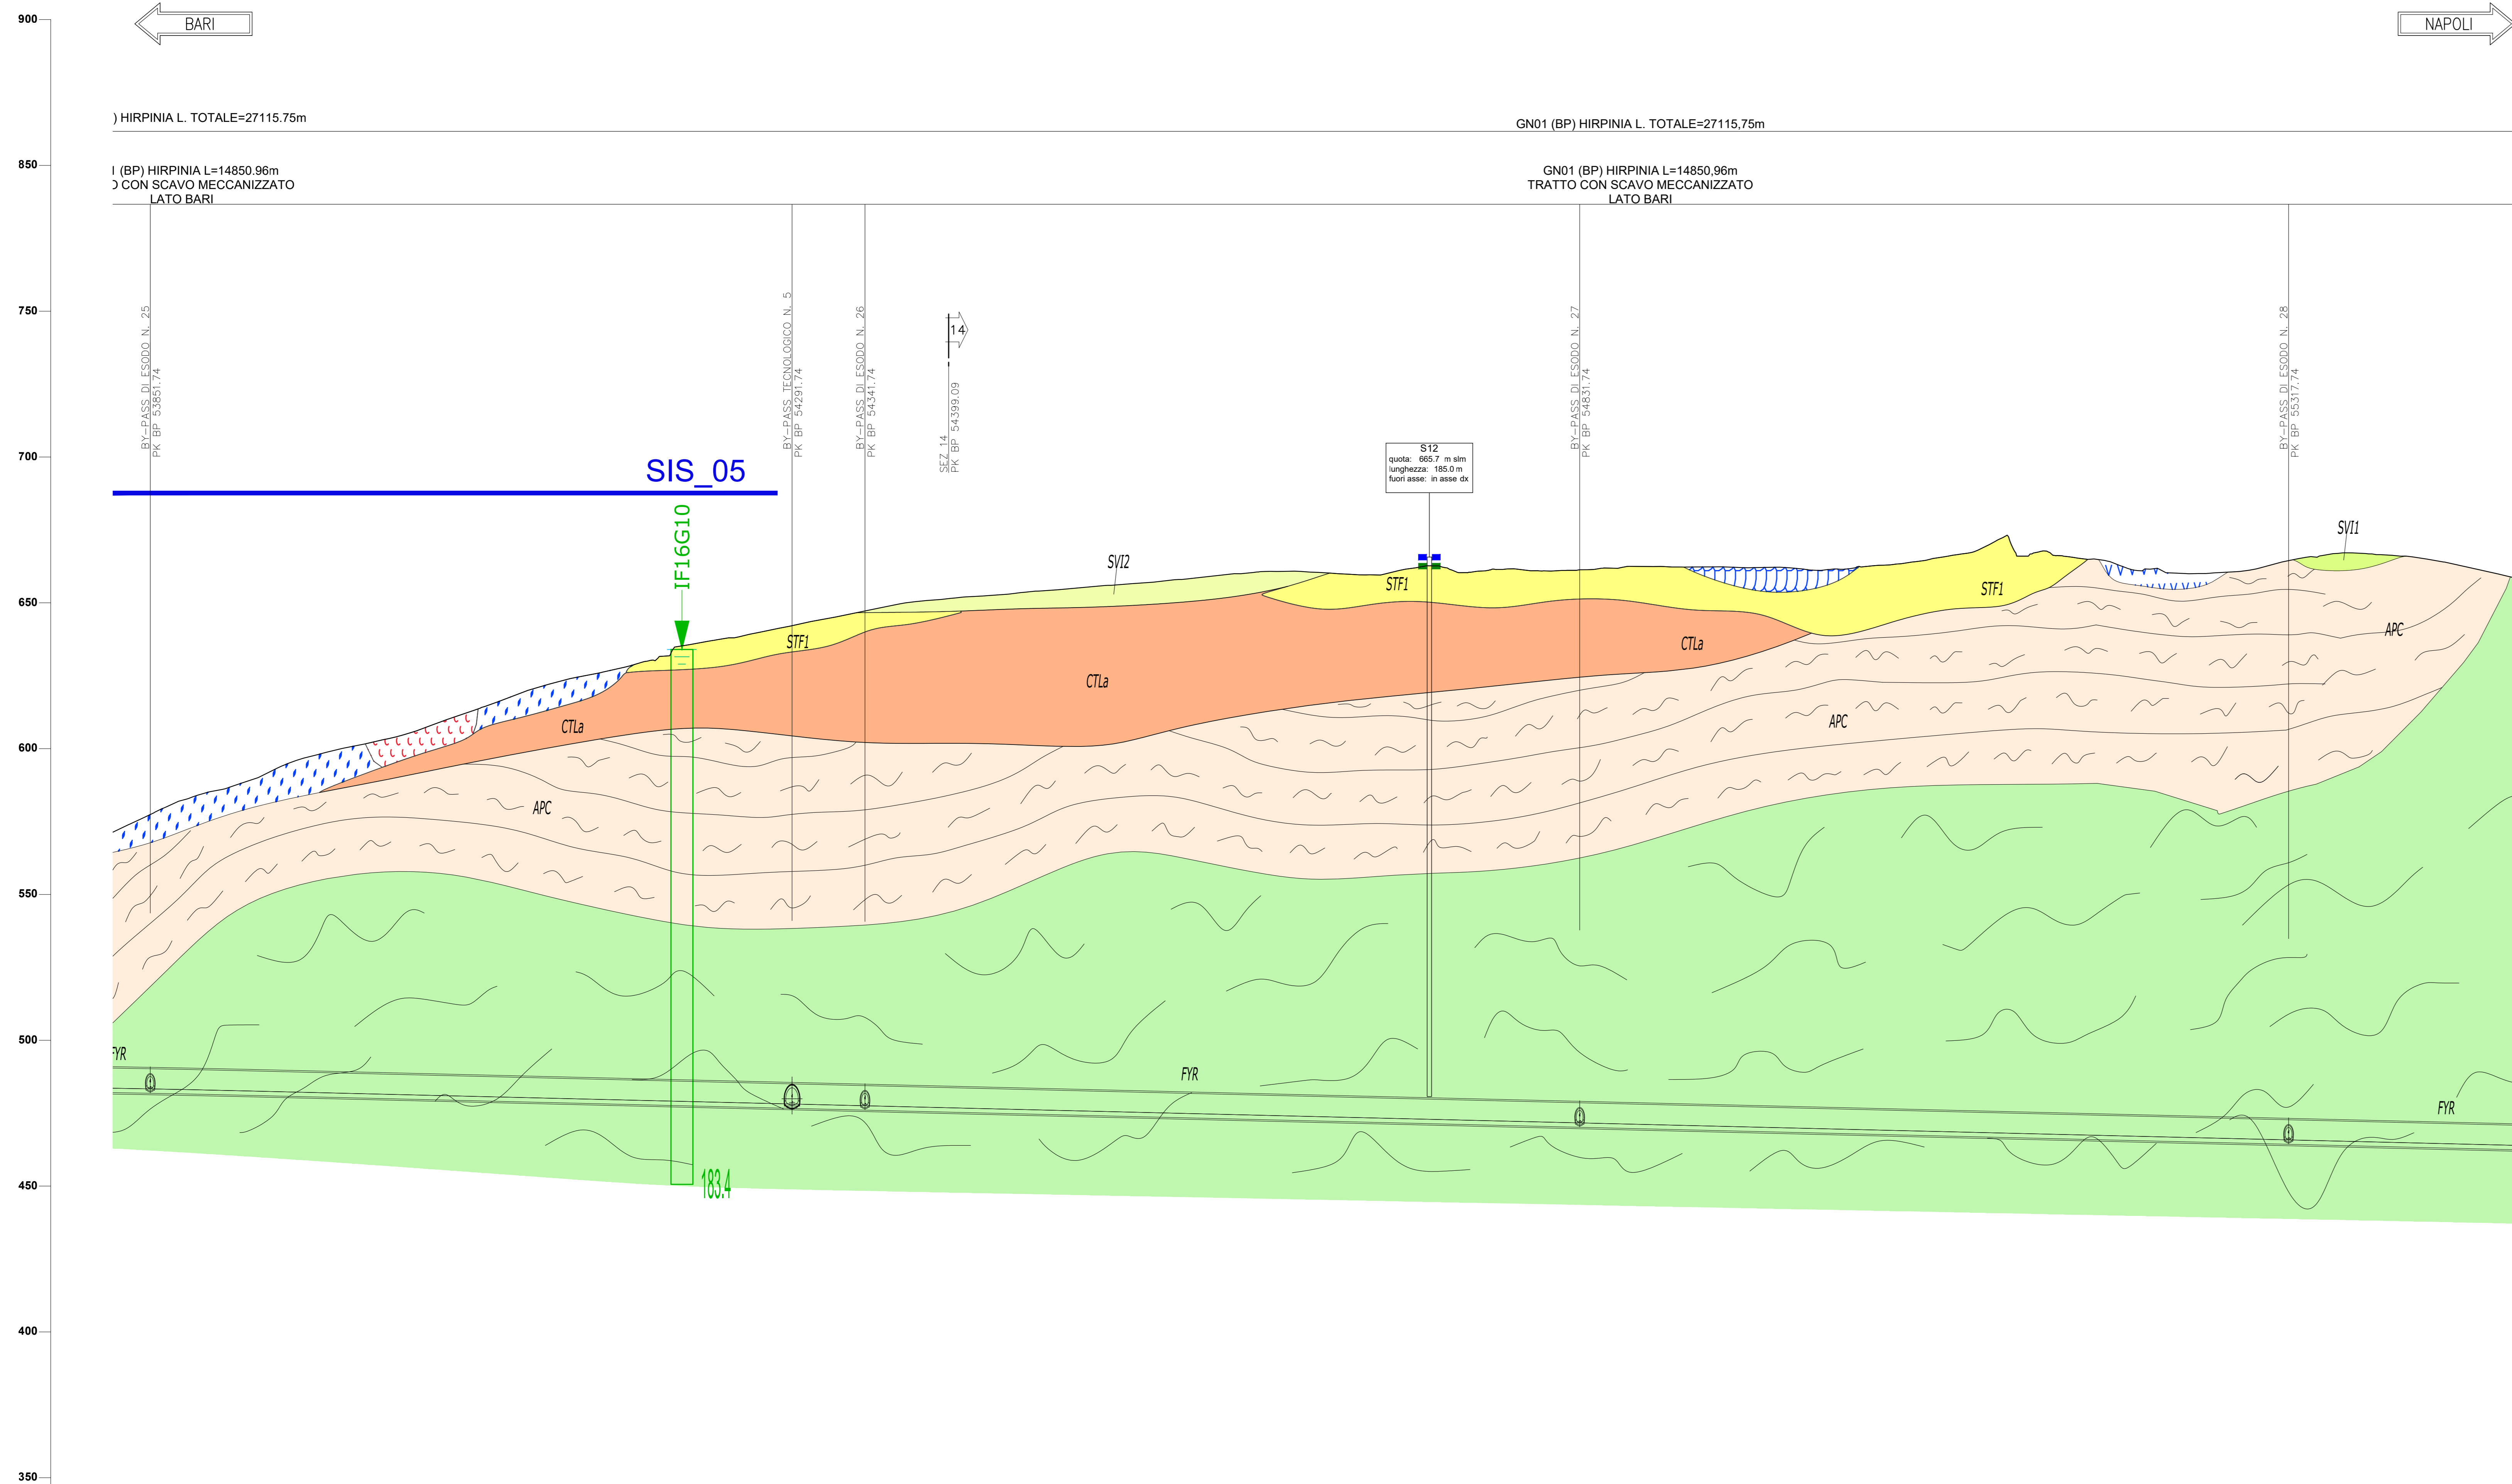 BARI
NAPOLI
) HIRPINIA L. TOTALE=27115.75m
GN01 (BP) HIRPINIA L. TOTALE=27115,75m
(BP) HIRPINIA L=14850.96m
CON SCAVO MECCANIZZATO
LATO BARI
GN01 (BP) HIRPINIA L=14850,96m
TRATTO CON SCAVO MECCANIZZATO
LATO BARI
900
850
750
700
650
600
550
500
450
400
350
BY-PASS DI ESODO N. 25
PK BP 53851.74
BY-PASS TECNOLOGICO N. 5
PK BP 54291.74
BY-PASS DI ESODO N. 26
PK BP 54341.74
14
SEZ 14
PK BP 54399.09
BY-PASS DI ESODO N. 27
PK BP 54831.74
BY-PASS DI ESODO N. 28
PK BP 55317.74
SIS_05
IF16G10
S12
quota: 665.7 m slm
lunghezza: 185.0 m
fuori asse: in asse dx
SVI2
SVI1
STF1
STF1
STF1
CTLa
CTLa
CTLa
APC
APC
APC
FYR
FYR
FYR
183.4